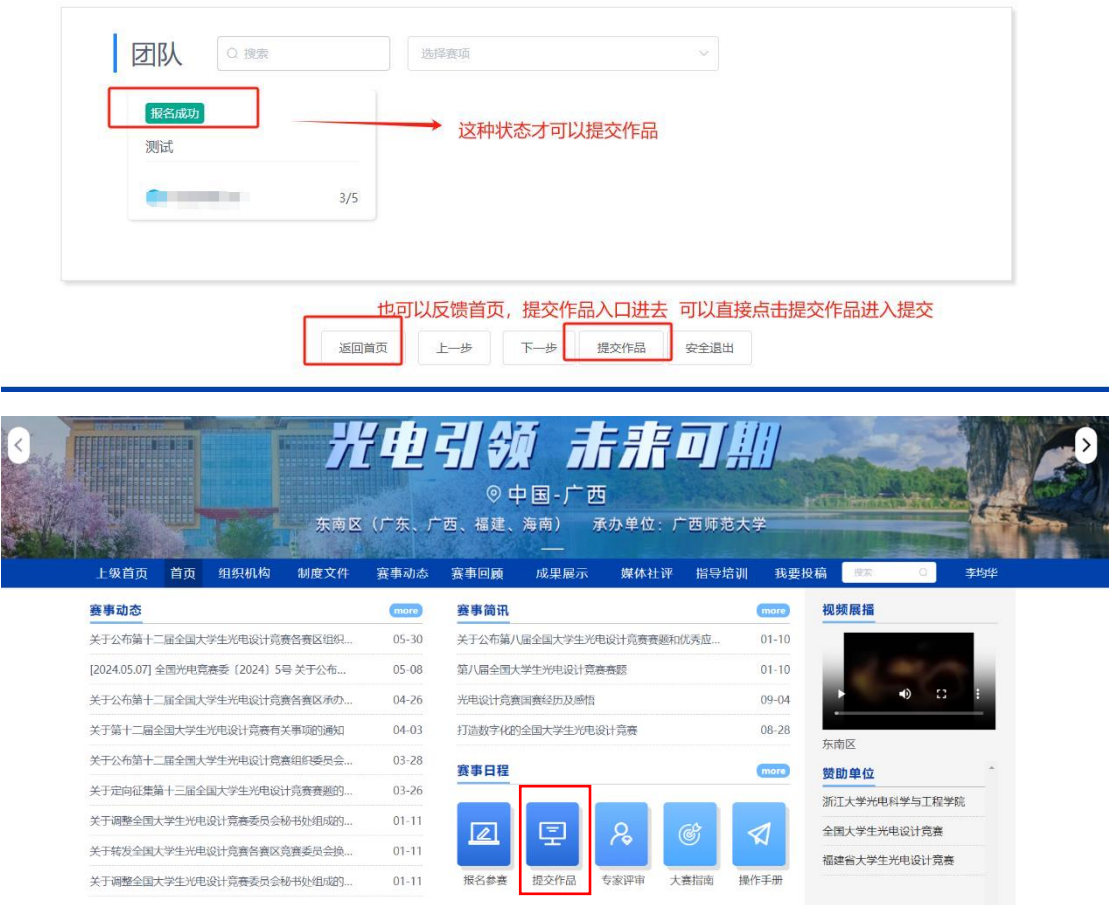 团队
搜索
选择赛项
报名成功
这种状态才可以提交作品
测试
3/5
也可以反馈首页，提交作品入口进去 可以直接点击提交作品进入提交
返回首页
上一步
下一步
提交作品
安全退出
光电引领 未来可期
中国-广西
东南区（广东、广西、福建、海南） 承办单位：广西师范大学
上级首页 首页 组织机构 制度文件 赛事动态 赛事回顾 成果展示 媒体社评 指导培训 我要投稿 搜索 李均华
赛事动态 more
关于公布第十二届全国大学生光电设计竞赛各赛区组织... 05-30
[2024.05.07] 全国光电竞赛委〔2024〕5号 关于公布... 05-08
关于公布第十二届全国大学生光电设计竞赛各赛区承办... 04-26
关于第十二届全国大学生光电设计竞赛有关事项的通知 04-03
关于公布第十二届全国大学生光电设计竞赛组织委员会... 03-28
关于定向征集第十三届全国大学生光电设计竞赛赛题的... 03-26
关于调整全国大学生光电设计竞赛委员会秘书处组成的... 01-11
关于转发全国大学生光电设计竞赛各赛区竞赛委员会换... 01-11
关于调整全国大学生光电设计竞赛委员会秘书处组成的... 01-11
赛事简讯 more
关于公布第八届全国大学生光电设计竞赛赛题和优秀应... 01-10
第八届全国大学生光电设计竞赛赛题 01-10
光电设计竞赛国赛经历及感悟 09-04
打造数字化的全国大学生光电设计竞赛 08-28
赛事日程 more
报名参赛
提交作品
专家评审
大赛指南
操作手册
视频展播
东南区
赞助单位
浙江大学光电科学与工程学院
全国大学生光电设计竞赛
福建省大学生光电设计竞赛